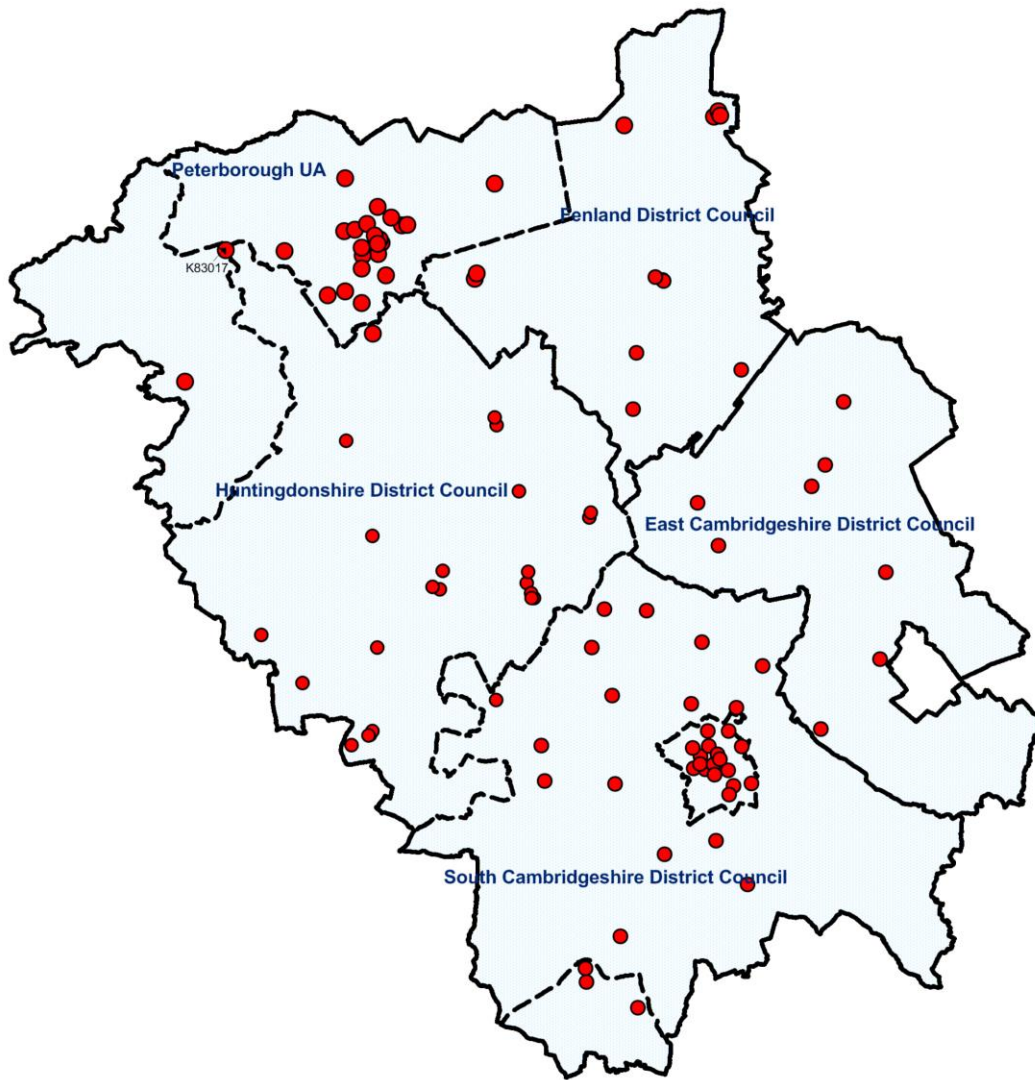 Peterborough UA
Fenland District Council
K83017
Huntingdonshire District Council
East Cambridgeshire District Council
South Cambridgeshire District Council